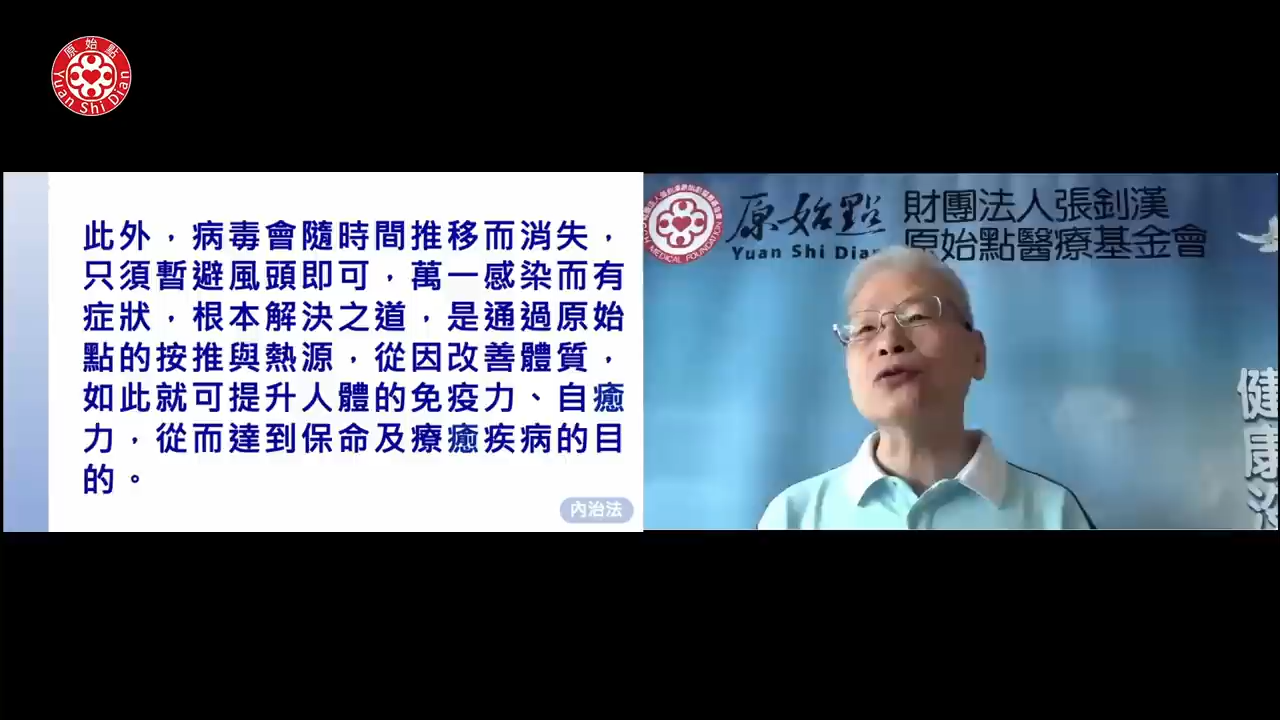 原始點
Yuan Shi Dian
此外，病毒會隨時間推移而消失，
只須暫避風頭即可，萬一感染而有
症狀，根本解決之道，是通過原始
點的按推與熱源，從因改善體質，
如此就可提升人體的免疫力、自癒
力，從而達到保命及療癒疾病的目
的。
內治法
原始點
Yuan Shi Dian
財團法人張釗漢
原始點醫療基金會
MEDICAL FOUNDATION
健康